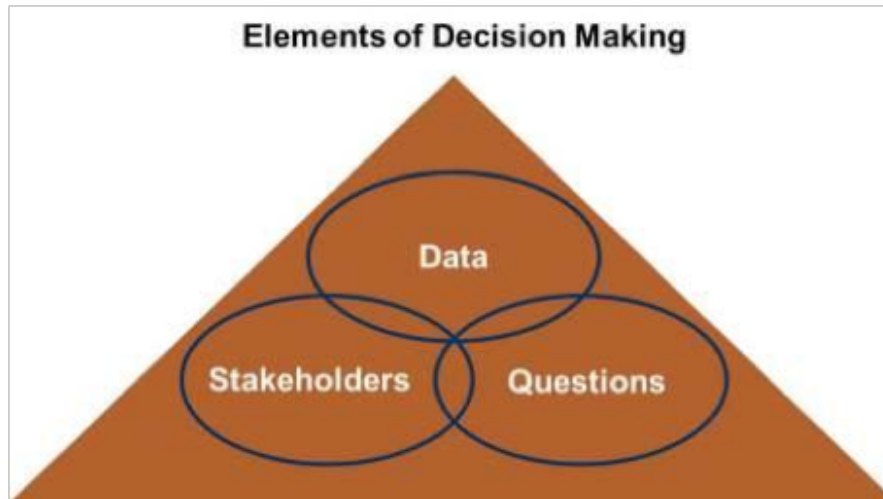 Elements of Decision Making
Data
Stakeholders
Questions